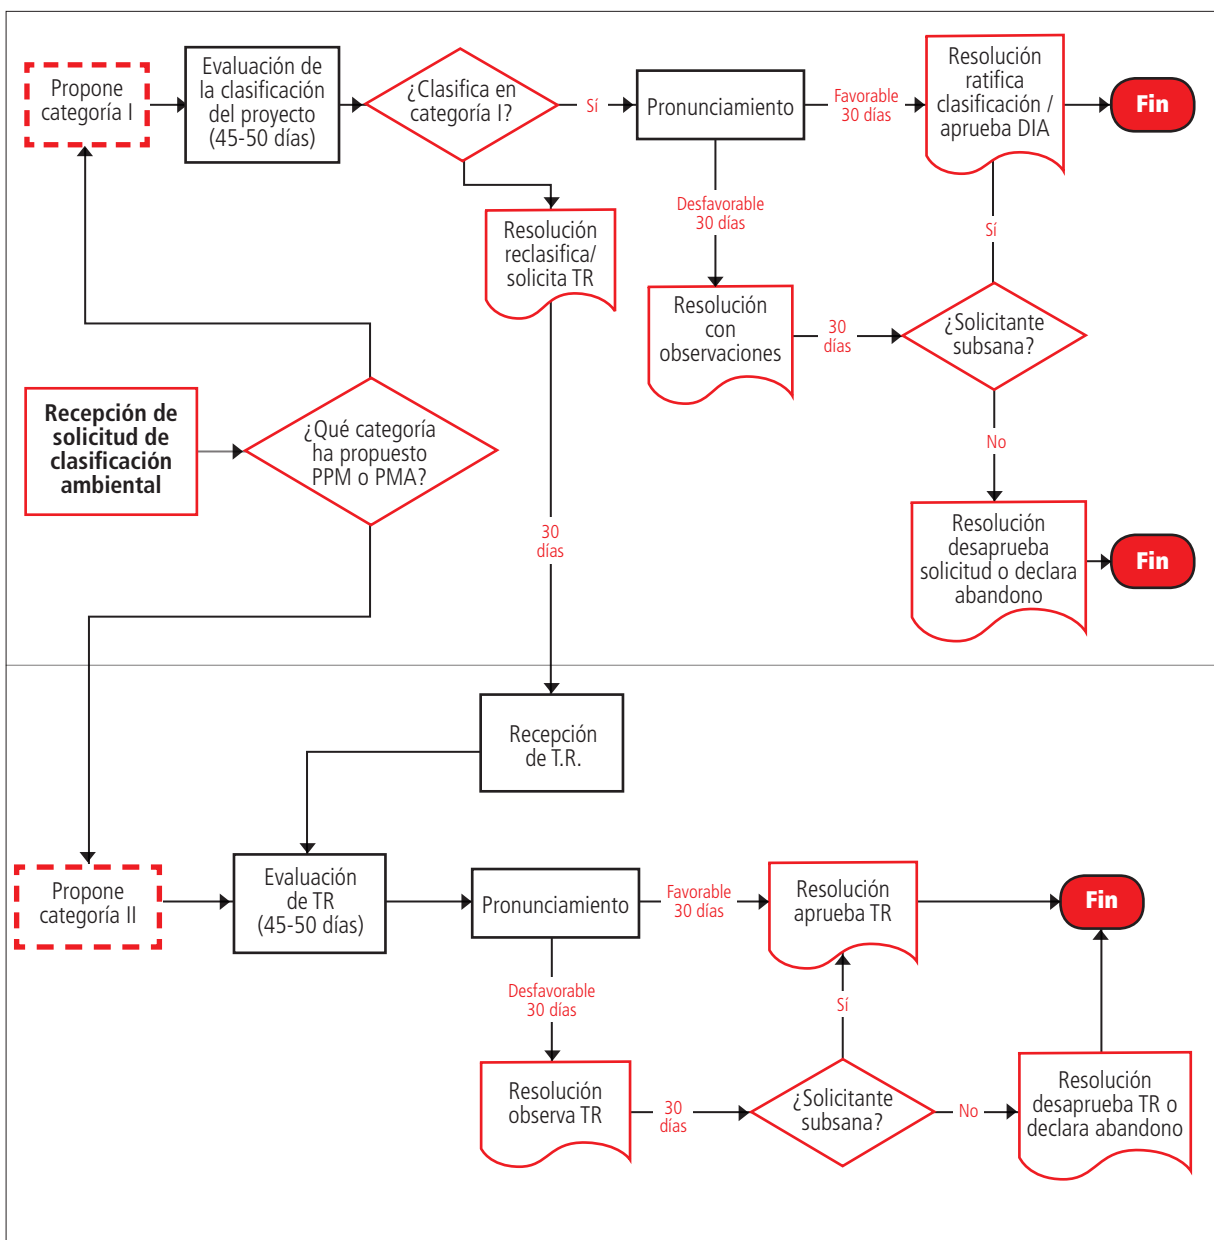 Propone
categoría I
Evaluación de
la clasificación
del proyecto
(45-50 días)
¿Clasifica en
categoría I?
Sí
Pronunciamiento
Favorable
30 días
Resolución
ratifica
clasificación /
aprueba DIA
Fin
Desfavorable
30 días
Resolución
reclasifica/
solicita TR
Sí
Resolución
con
observaciones
30
días
¿Solicitante
subsana?
Recepción de
solicitud de
clasificación
ambiental
¿Qué categoría
ha propuesto
PPM o PMA?
No
30
días
Resolución
desaprueba
solicitud o declara
abandono
Fin
Recepción
de T.R.
Propone
categoría II
Evaluación
de TR
(45-50 días)
Pronunciamiento
Favorable
30 días
Resolución
aprueba TR
Fin
Desfavorable
30 días
Sí
Resolución
observa TR
30
días
¿Solicitante
subsana?
No
Resolución
desaprueba TR o
declara abandono